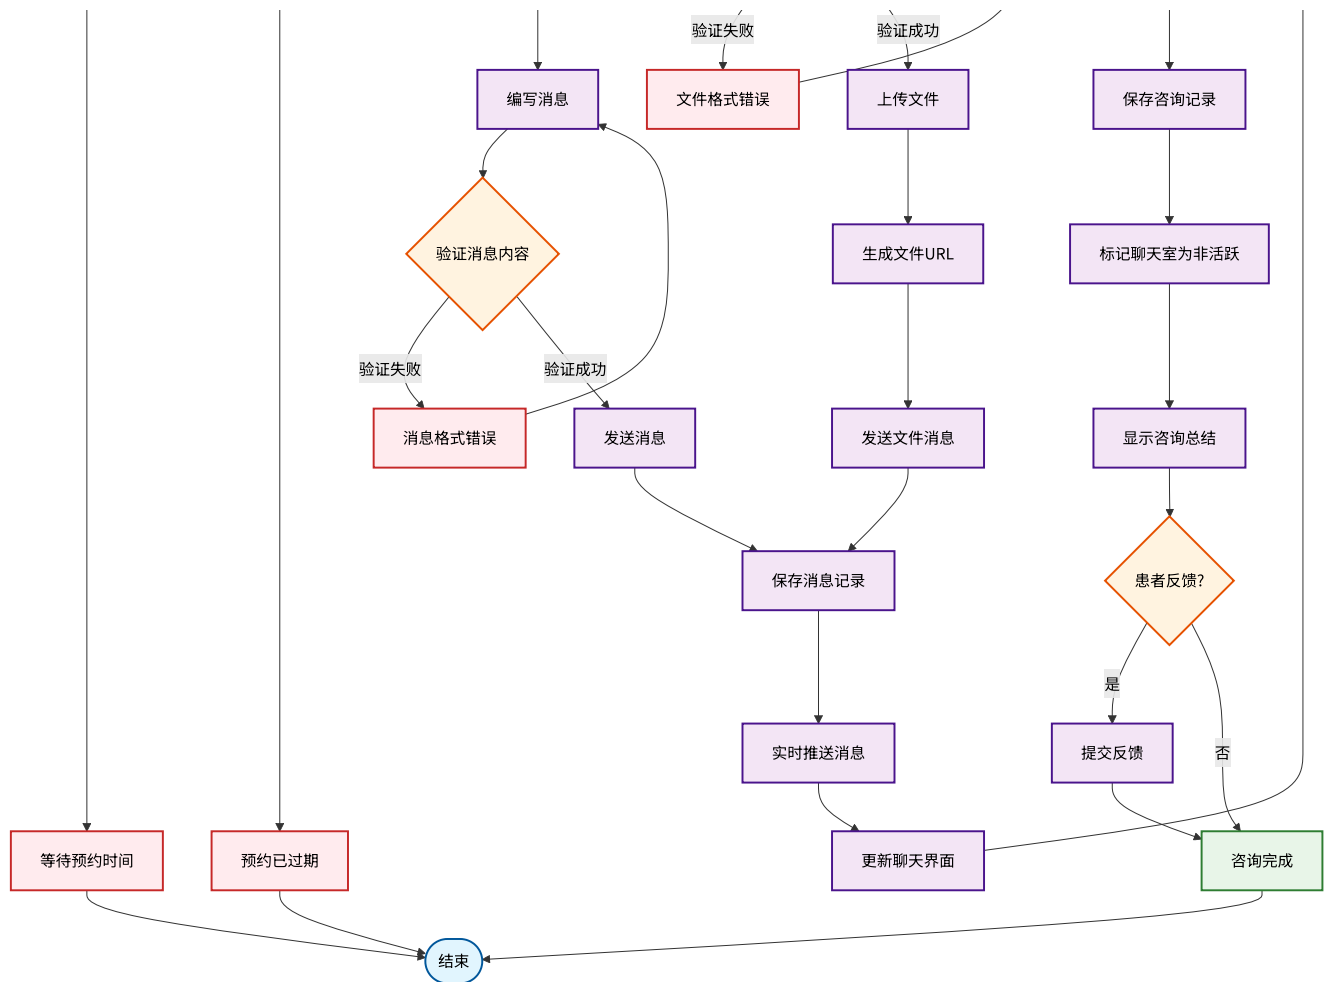 验证失败
验证成功
编写消息
文件格式错误
上传文件
保存咨询记录
验证消息内容
生成文件URL
标记聊天室为非活跃
验证失败
验证成功
消息格式错误
发送消息
发送文件消息
显示咨询总结
保存消息记录
患者反馈?
是
实时推送消息
提交反馈
否
等待预约时间
预约已过期
更新聊天界面
咨询完成
结束